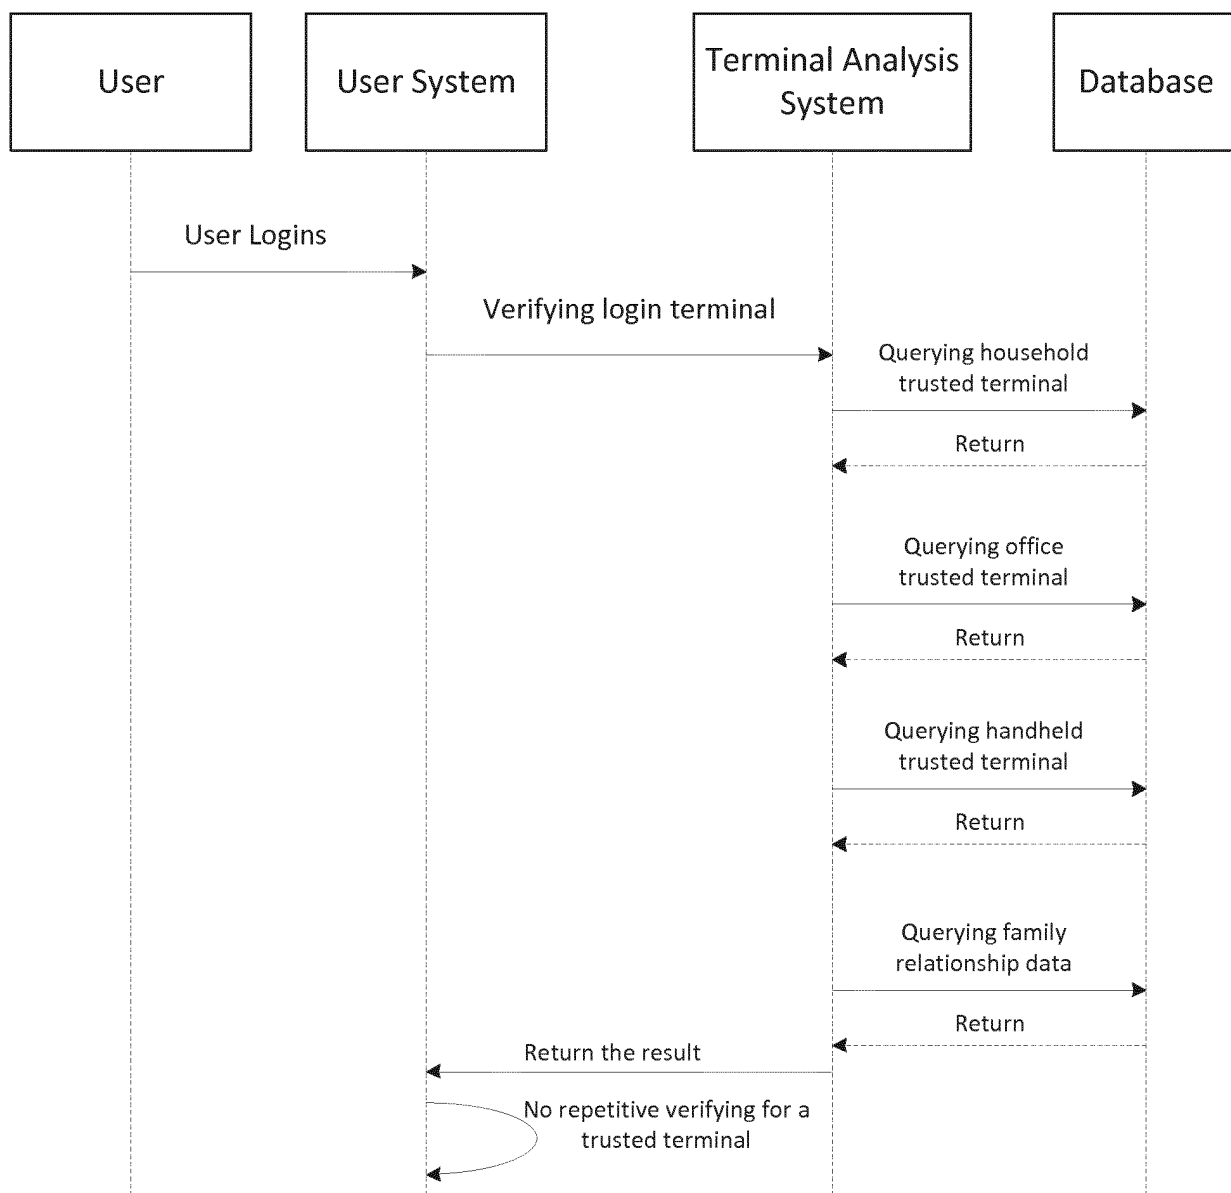 User
User System
Terminal Analysis
System
Database
User Logins
Verifying login terminal
Querying household
trusted terminal
Return
Querying office
trusted terminal
Return
Querying handheld
trusted terminal
Return
Querying family
relationship data
Return
Return the result
No repetitive verifying for a
trusted terminal